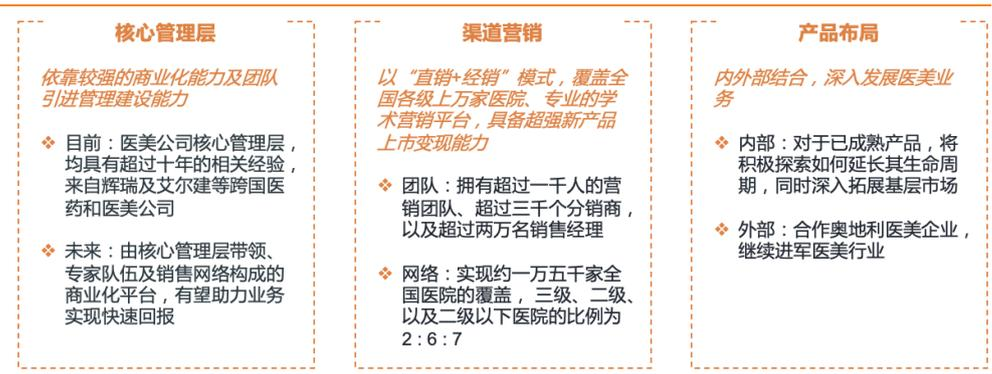 核心管理层
依靠较强的商业化能力及团队
引进管理建设能力
❖ 目前：医美公司核心管理层，
均具有超过十年的相关经验，
来自辉瑞及艾尔建等跨国医
药和医美公司
❖ 未来：由核心管理层带领、
专家队伍及销售网络构成的
商业化平台，有望助力业务
实现快速回报
渠道营销
以“直销+经销”模式，覆盖全
国各级上万家医院、专业的学
术营销平台，具备超强新产品
上市变现能力
❖ 团队：拥有超过一千人的营
销团队、超过三千个分销商，
以及超过两万名销售经理
❖ 网络：实现约一万五千家全
国医院的覆盖，三级、二级、
以及二级以下医院的比例为
2：6：7
产品布局
内外部结合，深入发展医美业
务
❖ 内部：对于已成熟产品，将
积极探索如何延长其生命周
期，同时深入拓展基层市场
❖ 外部：合作奥地利医美企业，
继续进军医美行业